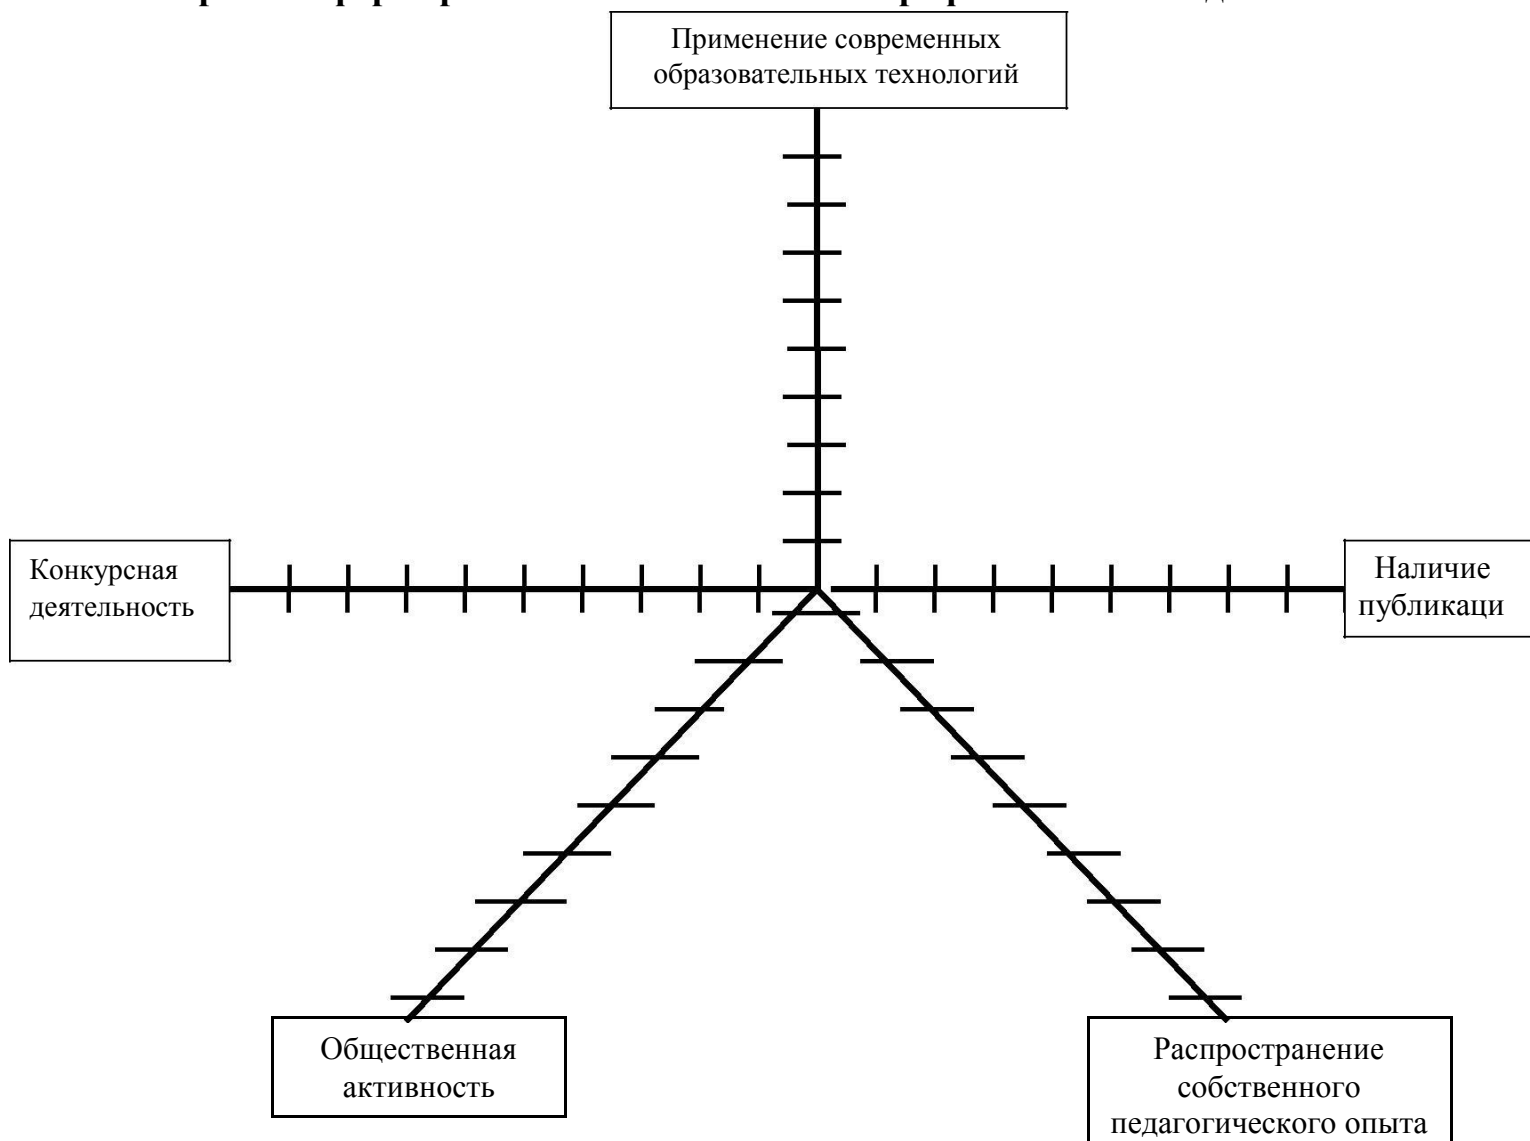 Применение современных
образовательных технологий
Конкурсная
деятельность
Наличие
публикаци
Общественная
активность
Распространение
собственного
педагогического опыта